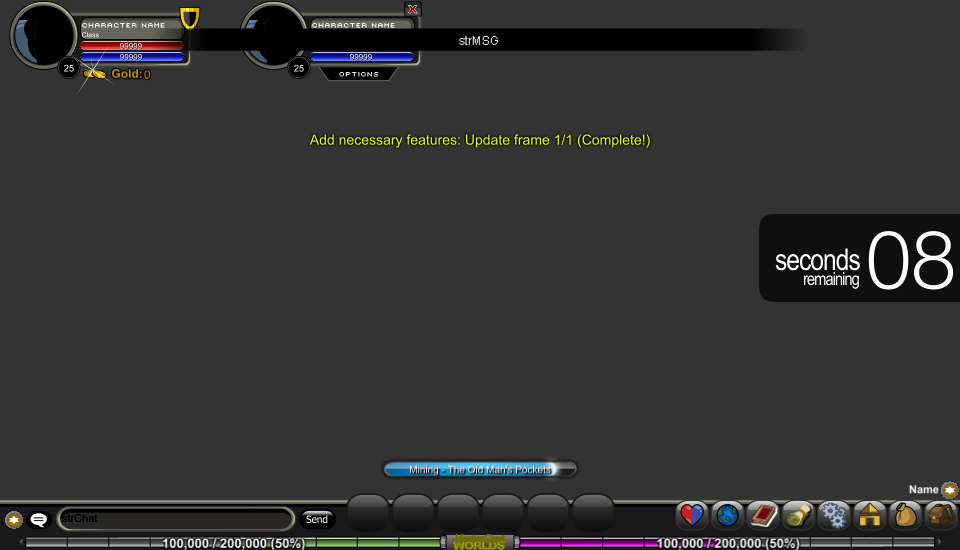 CHARACTER NAME
Class
99999
99999
25
Gold:0
CHARACTER NAME
99999
25
OPTIONS
strMSG
Add necessary features: Update frame 1/1 (Complete!)
seconds
remaining
08
Mining - The Old Man's Pockets
Name
strChat
Send
100,000 / 200,000 (50%)
WORLDS
100,000 / 200,000 (50%)